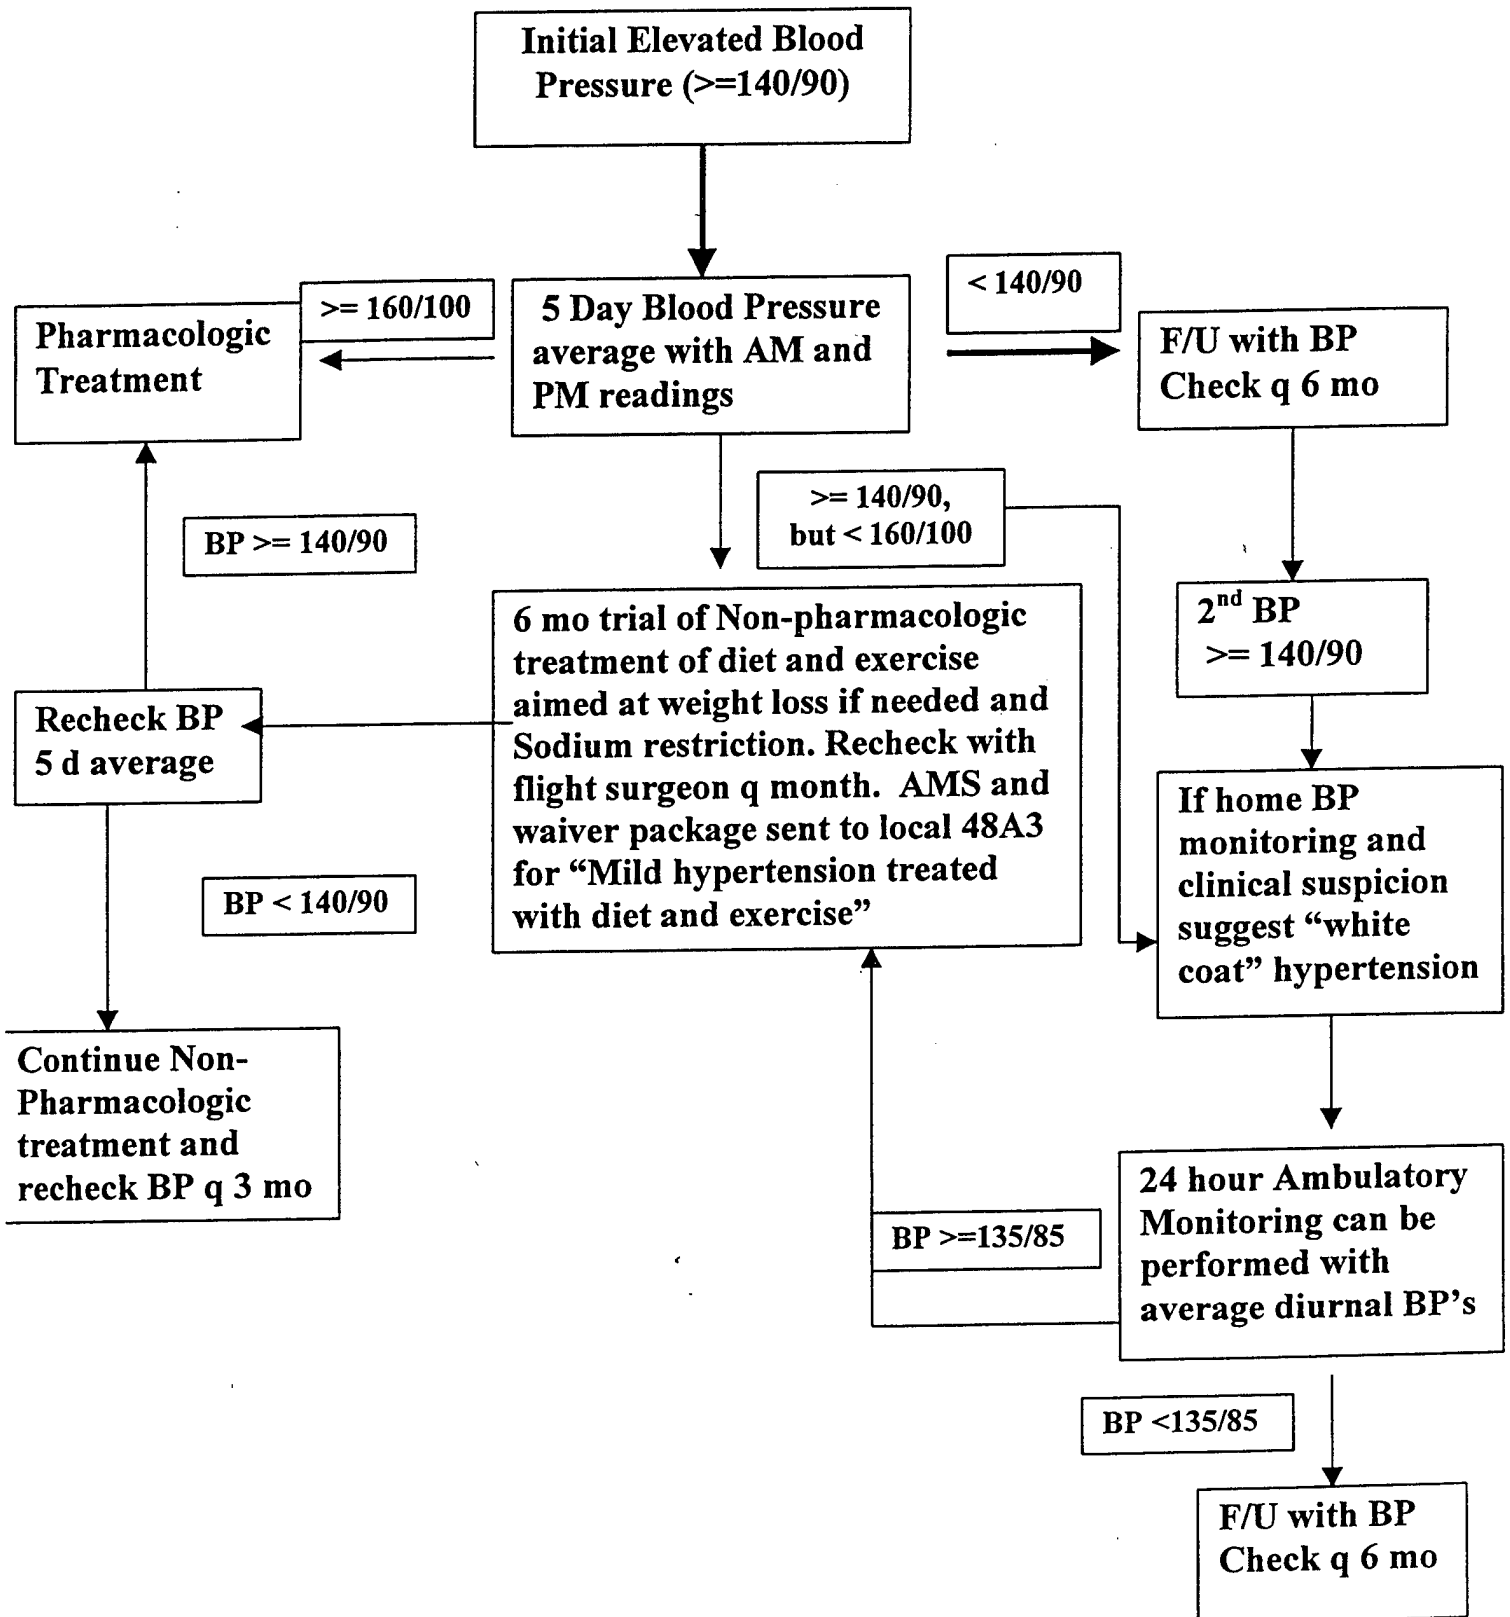 Initial Elevated Blood
Pressure (>=140/90)
< 140/90
>= 160/100
5 Day Blood Pressure
average with AM and
PM readings
Pharmacologic
Treatment
F/U with BP
Check q 6 mo
>= 140/90,
but < 160/100
BP >= 140/90
2nd BP
>= 140/90
6 mo trial of Non-pharmacologic
treatment of diet and exercise
aimed at weight loss if needed and
Sodium restriction. Recheck with
flight surgeon q month.  AMS and
waiver package sent to local 48A3
for “Mild hypertension treated
with diet and exercise”
Recheck BP
5 d average
If home BP
monitoring and
clinical suspicion
suggest “white
coat” hypertension
BP < 140/90
Continue Non-
Pharmacologic
treatment and
recheck BP q 3 mo
24 hour Ambulatory
Monitoring can be
performed with
average diurnal BP’s
BP >=135/85
BP <135/85
F/U with BP
Check q 6 mo